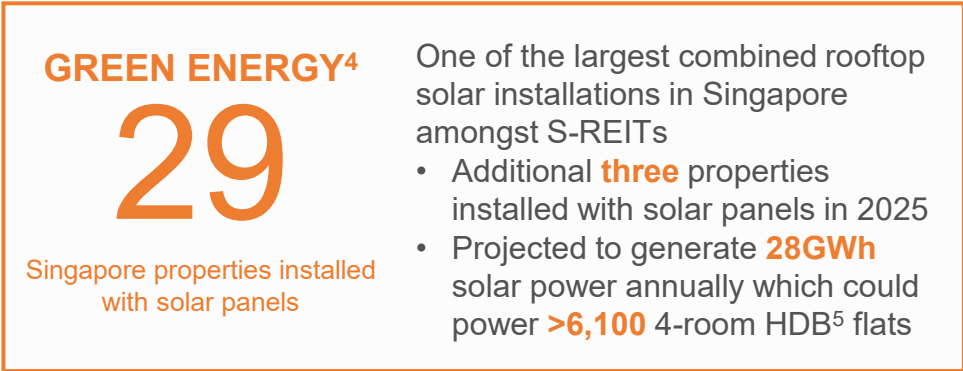 GREEN ENERGY⁴
29
Singapore properties installed
with solar panels
One of the largest combined rooftop
solar installations in Singapore
amongst S-REITs
• Additional three properties
installed with solar panels in 2025
• Projected to generate 28GWh
solar power annually which could
power >6,100 4-room HDB⁵ flats